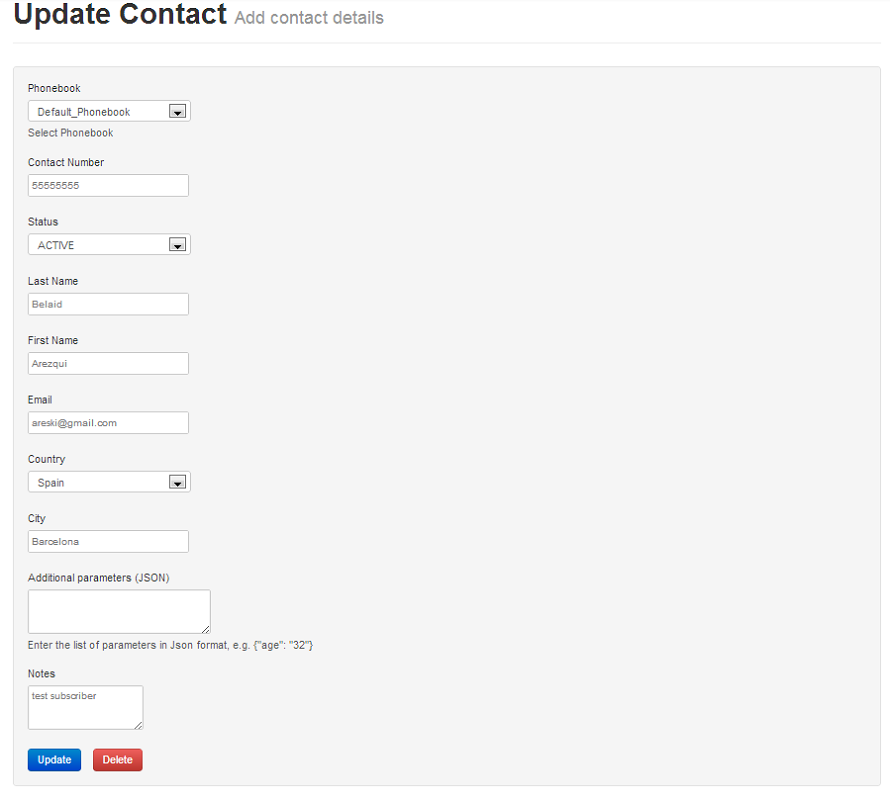 Update Contact Add contact details
Phonebook
Default_Phonebook
Select Phonebook
Contact Number
55555555
Status
ACTIVE
Last Name
Belaid
First Name
Arezqui
Email
areski@gmail.com
Country
Spain
City
Barcelona
Additional parameters (JSON)
Enter the list of parameters in Json format, e.g. {"age": "32"}
Notes
test subscriber
Update Delete